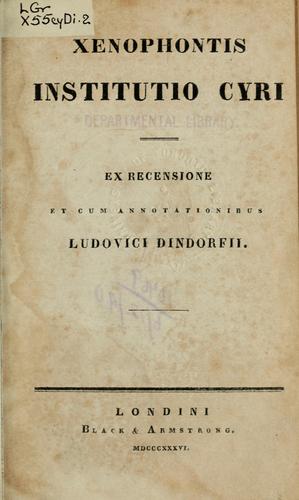 LGr
X55cyDi.2
XENOPHONTIS
INSTITUTIO CYRI
DEPARTMENTAL LIBRARY
EX RECENSIONE
ET CUM ANNOTATIONIBUS
LUDOVICI DINDORFII.
LONDINI
BLACK & ARMSTRONG.
MDCCCXXXVI.